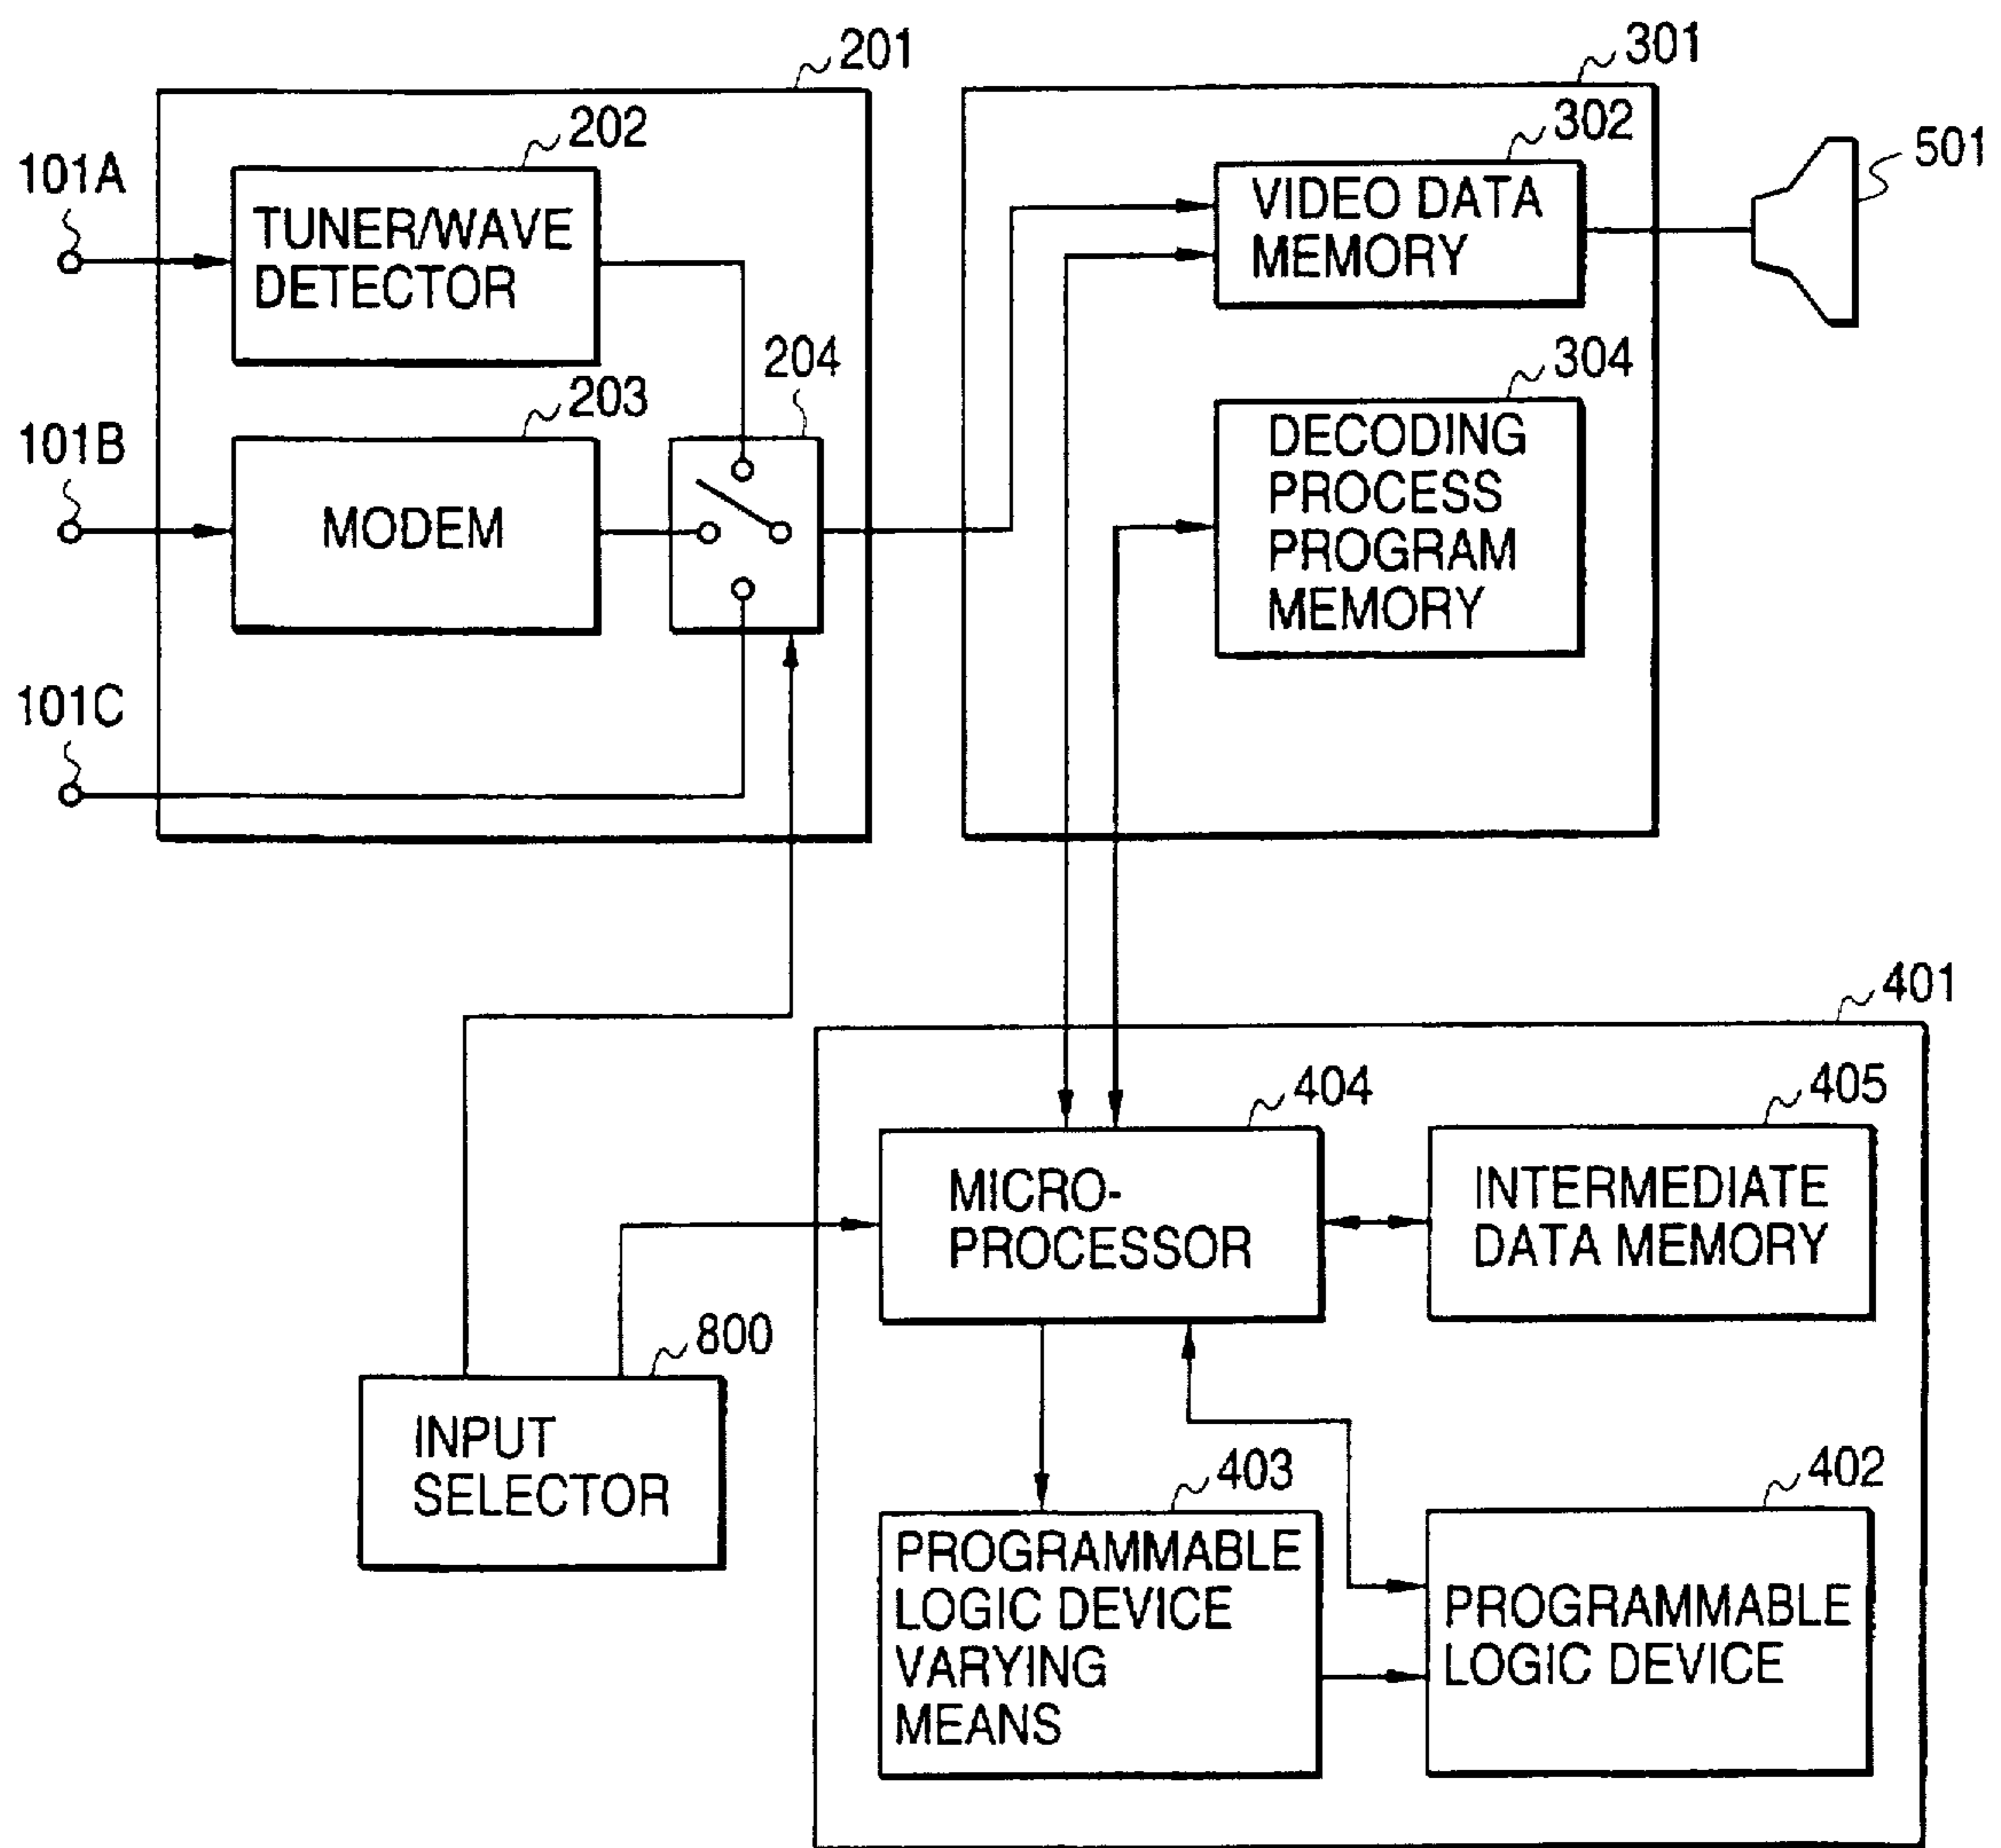 201
301
202
302
101A
501
TUNER/WAVE
DETECTOR
VIDEO DATA
MEMORY
204
304
203
101B
MODEM
DECODING
PROCESS
PROGRAM
MEMORY
101C
401
404
405
MICRO-
PROCESSOR
INTERMEDIATE
DATA MEMORY
800
INPUT
SELECTOR
403
402
PROGRAMMABLE
LOGIC DEVICE
VARYING
MEANS
PROGRAMMABLE
LOGIC DEVICE